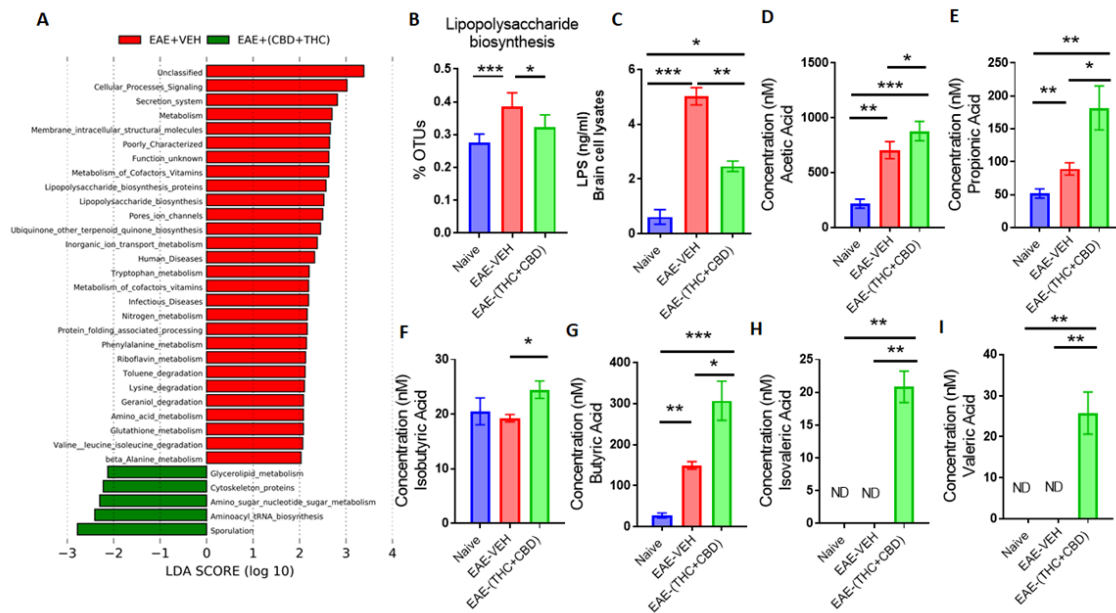 A
EAE+VEH EAE+(CBD+THC)
Unclassified
Cellular_Processes_Signaling
Secretion_system
Metabolism
Membrane_intracellular_structural_molecules
Poorly_Characterized
Function_unknown
Metabolism_of_Cofactors_Vitamins
Lipopolysaccharide_biosynthesis_proteins
Lipopolysaccharide_biosynthesis
Pores_ion_channels
Ubiquinone_other_terpenoid_quinone_biosynthesis
Inorganic_ion_transport_metabolism
Human_Diseases
Tryptophan_metabolism
Metabolism_of_cofactors_vitamins
Infectious_Diseases
Nitrogen_metabolism
Protein_folding_associated_processing
Phenylalanine_metabolism
Riboflavin_metabolism
Toluene_degradation
Lysine_degradation
Geraniol_degradation
Amino_acid_metabolism
Glutathione_metabolism
Valine__leucine_isoleucine_degradation
beta_Alanine_metabolism
Glycerolipid_metabolism
Cytoskeleton_proteins
Amino_sugar_nucleotide_sugar_metabolism
Aminoacyl_tRNA_biosynthesis
Sporulation
−3 −2 −1 0 1 2 3 4
LDA SCORE (log 10)
B
Lipopolysaccharide
biosynthesis
% OTUs
0.6
0.4
0.3
0.2
0.1
0.0
*** *
Naive
EAE-VEH
EAE-(THC+CBD)
C
LPS (ng/ml)
Brain cell lysates
6
4
2
0
*
*** **
Naive
EAE-VEH
EAE-(THC+CBD)
D
Concentration (nM)
Acetic Acid
1500
1000
500
0
*
***
**
Naive
EAE-VEH
EAE-(THC+CBD)
E
Concentration (nM)
Propionic Acid
250
200
150
100
50
0
**
*
**
Naive
EAE-VEH
EAE-(THC+CBD)
F
Concentration (nM)
Isobutyric Acid
30
20
10
0
*
Naive
EAE-VEH
EAE-(THC+CBD)
G
Concentration (nM)
Butyric Acid
400
300
200
100
0
***
*
**
Naive
EAE-VEH
EAE-(THC+CBD)
H
Concentration (nM)
Isovaleric Acid
25
20
15
10
5
0
**
**
ND ND
Naive
EAE-VEH
EAE-(THC+CBD)
I
Concentration (nM)
Valeric Acid
40
30
20
10
0
**
**
ND ND
Naive
EAE-VEH
EAE-(THC+CBD)